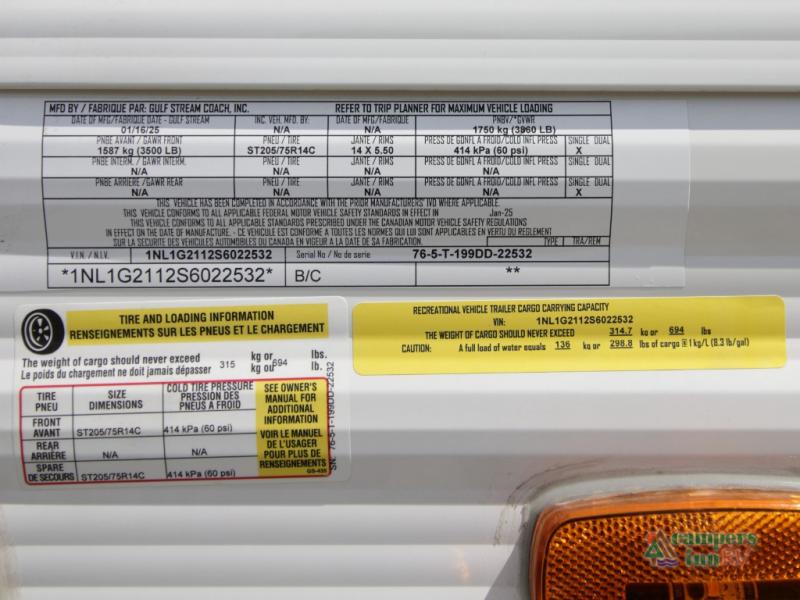 MFD BY / FABRIQUE PAR: GULF STREAM COACH, INC. REFER TO TRIP PLANNER FOR MAXIMUM VEHICLE LOADING
DATE OF MFG/FABRIQUE DATE - GULF STREAM INC. VEH. MFG. BY: DATE OF MFG/FABRIQUE PNBV/*GVWR
01/16/25 N/A N/A 1750 kg (3860 LB)
PNBE AVANT / GAWR FRONT PNEU / TIRE JANTE / RIMS PRESS DE GONFL A FROID/COLD INFL PRESS SINGLE DUAL
1587 kg (3500 LB) ST205/75R14C 14 X 5.50 414 kPa (60 psi) X
PNBE INTERM. / GAWR INTERM. PNEU / TIRE JANTE / RIMS PRESS DE GONFL A FROID/COLD INFL PRESS SINGLE DUAL
N/A N/A N/A N/A
PNBE ARRIERE /GAWR REAR PNEU / TIRE JANTE / RIMS PRESS DE GONFL A FROID/COLD INFL PRESS SINGLE DUAL
N/A N/A N/A N/A X
THIS VEHICLE HAS BEEN COMPLETED IN ACCORDANCE WITH THE PRIOR MANUFACTURERS' IVD WHERE APPLICABLE.
THIS VEHICLE CONFORMS TO ALL APPLICABLE FEDERAL MOTOR VEHICLE SAFETY STANDARDS IN EFFECT IN Jan-25
THIS VEHICLE CONFORMS TO ALL APPLICABLE STANDARDS PRESCRIBED UNDER THE CANADIAN MOTOR VEHICLE SAFETY REGULATIONS
IN EFFECT ON THE DATE OF MANUFACTURE. - CE VEHICULE EST CONFORME A TOUTES LES NORMES QUI LUI SONT APPLICABLES EN VERTU DU REGLEMENT
SUR LA SECURITE DES VEHICULES AUTOMOBILES DU CANADA EN VIGEUR A LA DATE DE SA FABRICATION. TYPE TRA/REM
V.I.N. / N.I.V. 1NL1G2112S6022532 Serial No / No de serie 76-5-T-199DD-22532
*1NL1G2112S6022532* B/C **
TIRE AND LOADING INFORMATION
RENSEIGNEMENTS SUR LES PNEUS ET LE CHARGEMENT
The weight of cargo should never exceed 315 kg or 694 lbs.
Le poids du chargement ne doit jamais dépasser kg ou lb.
TIRE PNEU SIZE DIMENSIONS COLD TIRE PRESSURE PRESSION DES PNEUS A FROID
FRONT AVANT ST205/75R14C 414 kPa (60 psi)
REAR ARRIÈRE N/A N/A
SPARE DE SECOURS ST205/75R14C 414 kPa (60 psi)
SEE OWNER'S
MANUAL FOR
ADDITIONAL
INFORMATION
VOIR LE MANUEL
DE L'USAGER
POUR PLUS DE
RENSEIGNEMENTS
GS-435
SN: 76-5-T-199DD-22532
RECREATIONAL VEHICLE TRAILER CARGO CARRYING CAPACITY
VIN: 1NL1G2112S6022532
THE WEIGHT OF CARGO SHOULD NEVER EXCEED 314.7 kg or 694 lbs
CAUTION: A full load of water equals 136 kg or 298.8 lbs of cargo @ 1 kg/L (8.3 lb/gal)
campers
inn RV